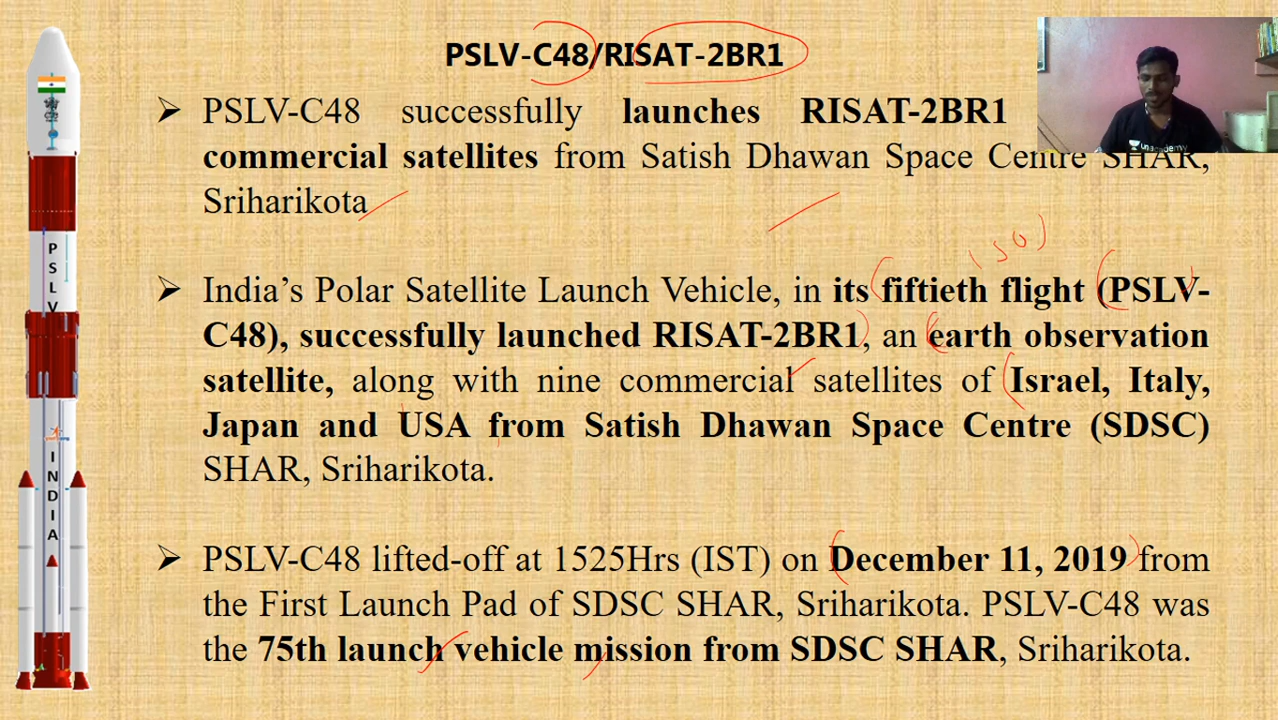 PSLV-C48/RISAT-2BR1
➢ PSLV-C48 successfully launches RISAT-2BR1
commercial satellites from Satish Dhawan Space Centre SHAR,
Sriharikota
(50)
➢ India's Polar Satellite Launch Vehicle, in its fiftieth flight (PSLV-
C48), successfully launched RISAT-2BR1, an earth observation
satellite, along with nine commercial satellites of Israel, Italy,
Japan and USA from Satish Dhawan Space Centre (SDSC)
SHAR, Sriharikota.
➢ PSLV-C48 lifted-off at 1525Hrs (IST) on December 11, 2019 from
the First Launch Pad of SDSC SHAR, Sriharikota. PSLV-C48 was
the 75th launch vehicle mission from SDSC SHAR, Sriharikota.
PSLV
INDIA
unacademy